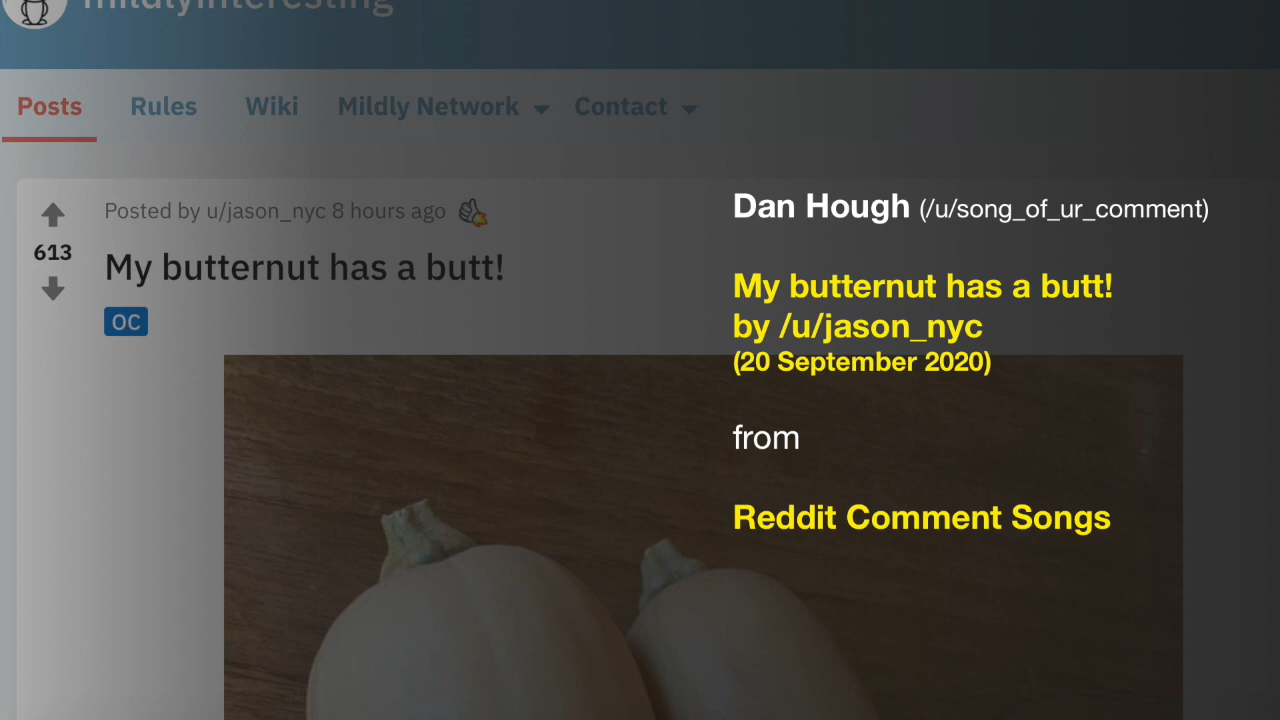 mildlyinteresting
Posts Rules Wiki Mildly Network Contact
Posted by u/jason_nyc 8 hours ago
613
My butternut has a butt!
OC
Dan Hough (/u/song_of_ur_comment)
My butternut has a butt!
by /u/jason_nyc
(20 September 2020)
from
Reddit Comment Songs